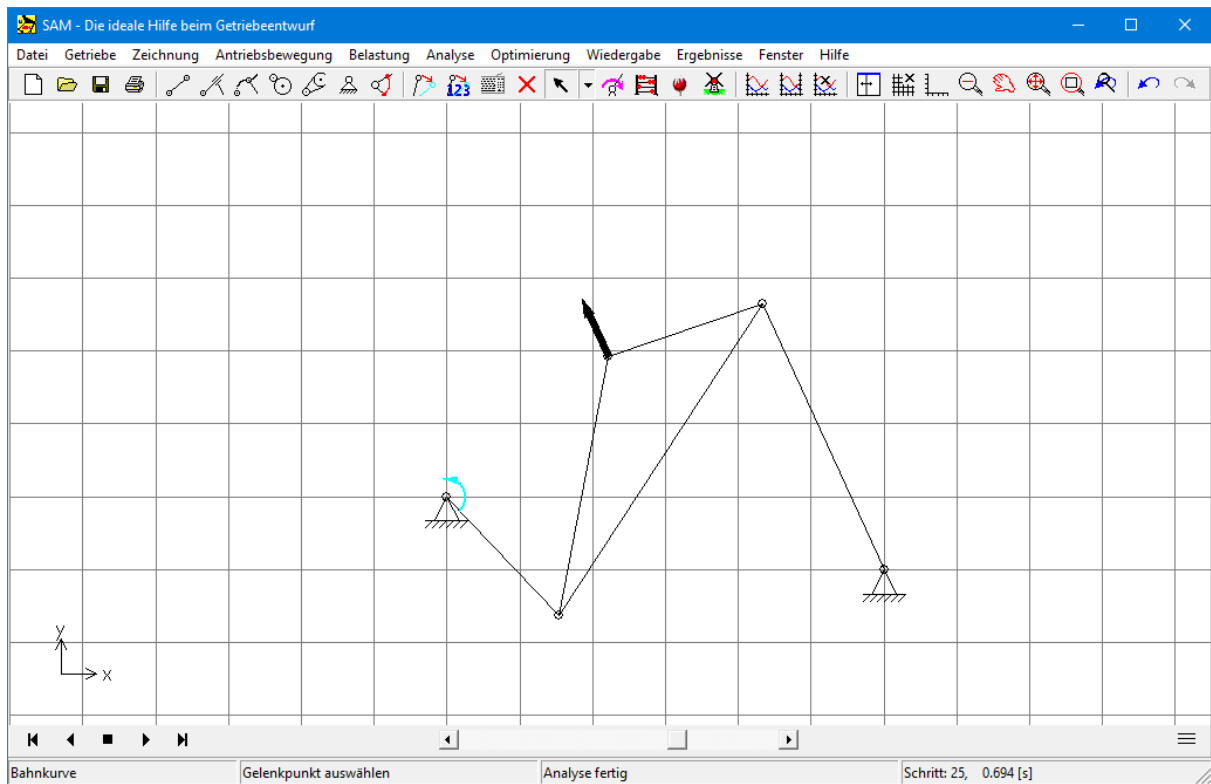 SAM - Die ideale Hilfe beim Getriebeentwurf
Datei Getriebe Zeichnung Antriebsbewegung Belastung Analyse Optimierung Wiedergabe Ergebnisse Fenster Hilfe
123
y
x
Bahnkurve Gelenkpunkt auswählen Analyse fertig Schritt: 25, 0.694 [s]